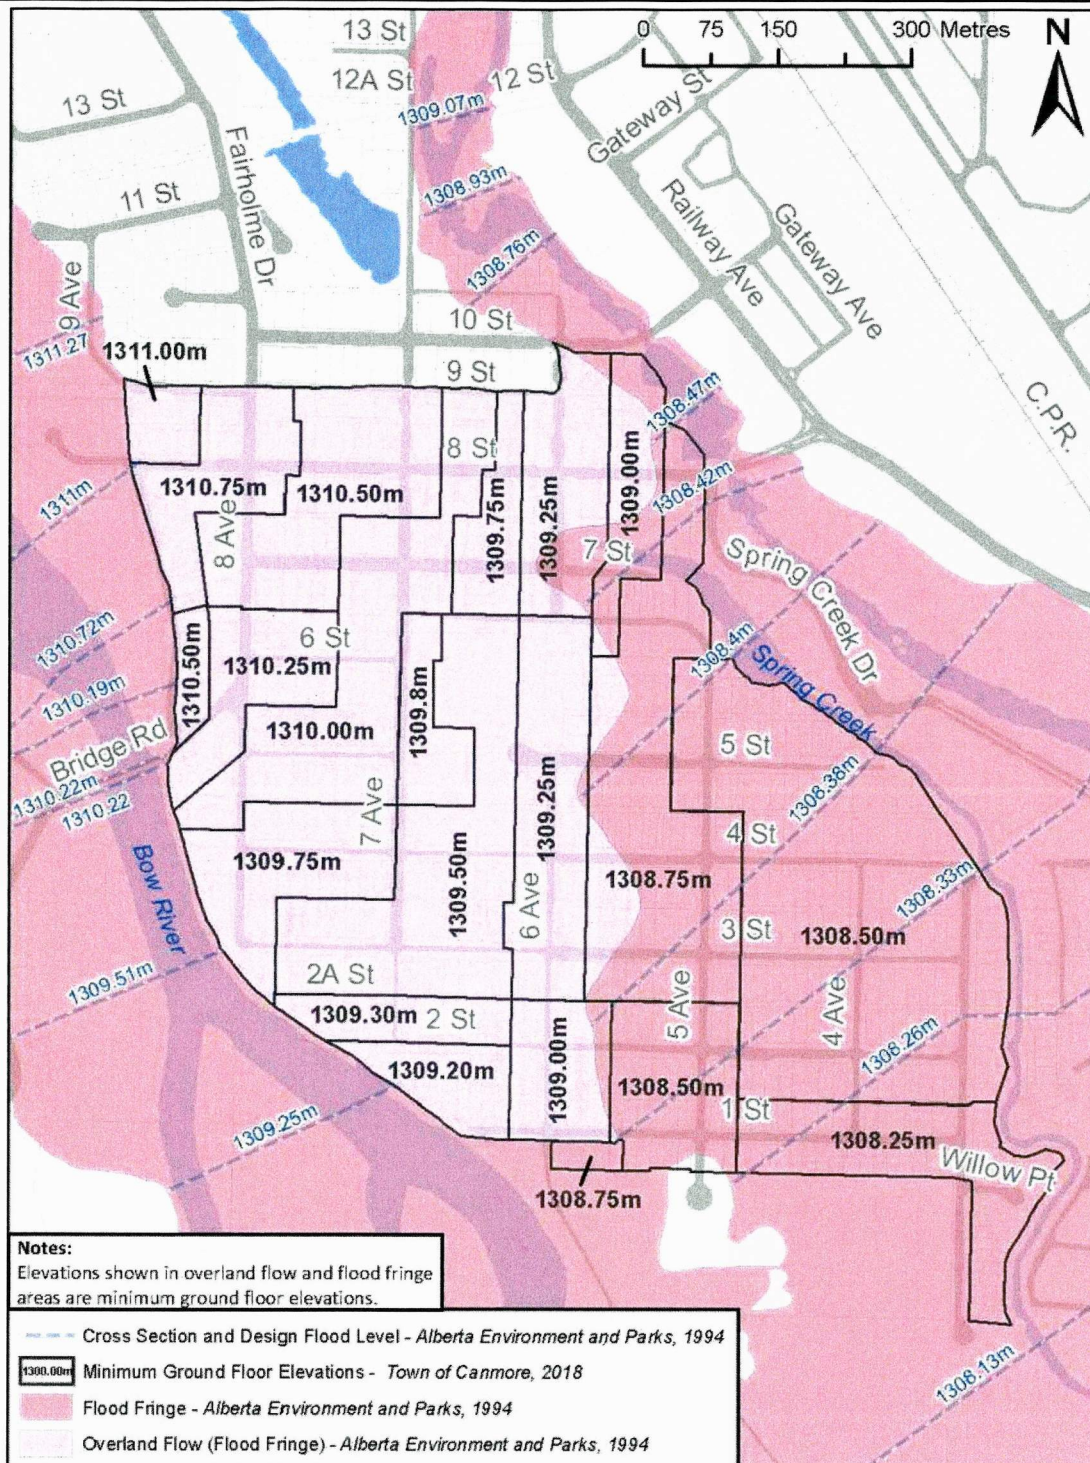 13 St
0 75 150 300 Metres
N
12A St
12 St
13 St
1309.07m
Gateway St
Fairholme Dr
11 St
1308.93m
Railway Ave
Gateway Ave
1308.76m
9 Ave
10 St
1311.27
1311.00m
9 St
1308.47m
C.P.R.
8 St
1309.00m
1311m
1310.75m
1310.50m
1309.75m
1309.25m
1308.42m
8 Ave
7 St
Spring Creek Dr
1310.72m
6 St
1308.4m
Spring Creek
1310.50m
1310.25m
1310.19m
1309.8m
Bridge Rd
1310.00m
5 St
1310.22m
1310.22
1308.38m
7 Ave
1309.25m
4 St
1309.75m
Bow River
1309.50m
1308.75m
1308.33m
6 Ave
3 St
1308.50m
1309.51m
2A St
5 Ave
4 Ave
1309.30m
2 St
1308.26m
1309.20m
1309.00m
1308.50m
1309.25m
1 St
1308.25m
Willow Pt
1308.75m
Notes:
Elevations shown in overland flow and flood fringe
areas are minimum ground floor elevations.
Cross Section and Design Flood Level - Alberta Environment and Parks, 1994
1300.00m Minimum Ground Floor Elevations - Town of Canmore, 2018
Flood Fringe - Alberta Environment and Parks, 1994
Overland Flow (Flood Fringe) - Alberta Environment and Parks, 1994
1308.13m